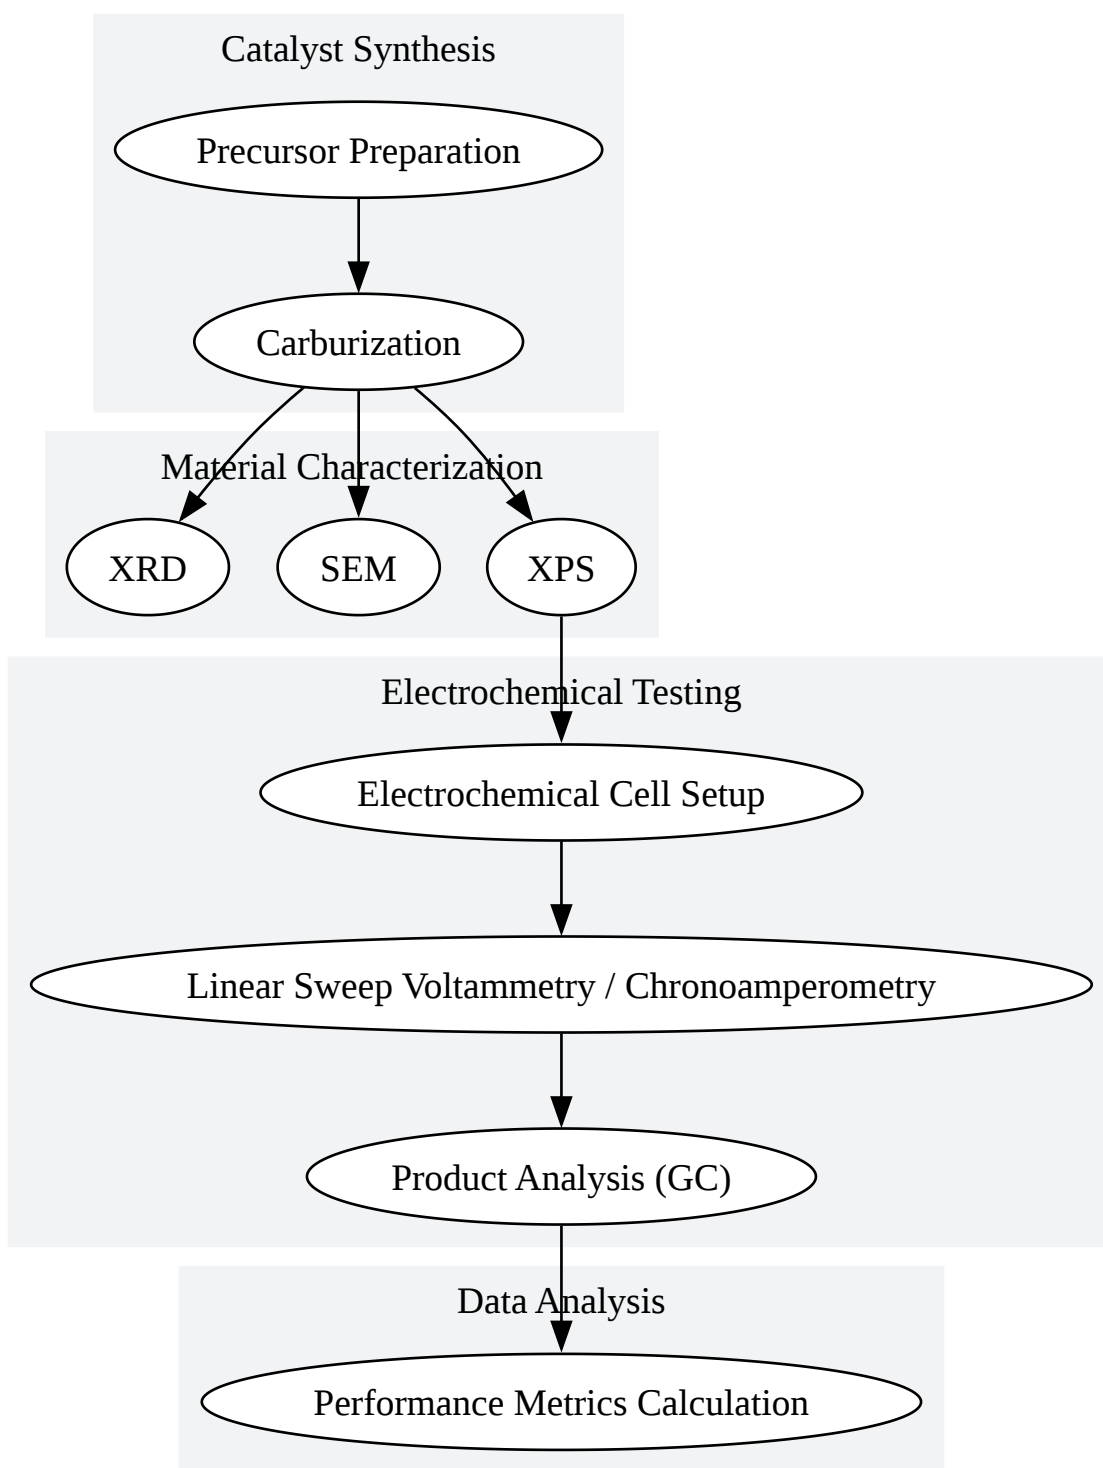 Catalyst Synthesis
Precursor Preparation
Carburization
Material Characterization
XRD
SEM
XPS
Electrochemical Testing
Electrochemical Cell Setup
Linear Sweep Voltammetry / Chronoamperometry
Product Analysis (GC)
Data Analysis
Performance Metrics Calculation